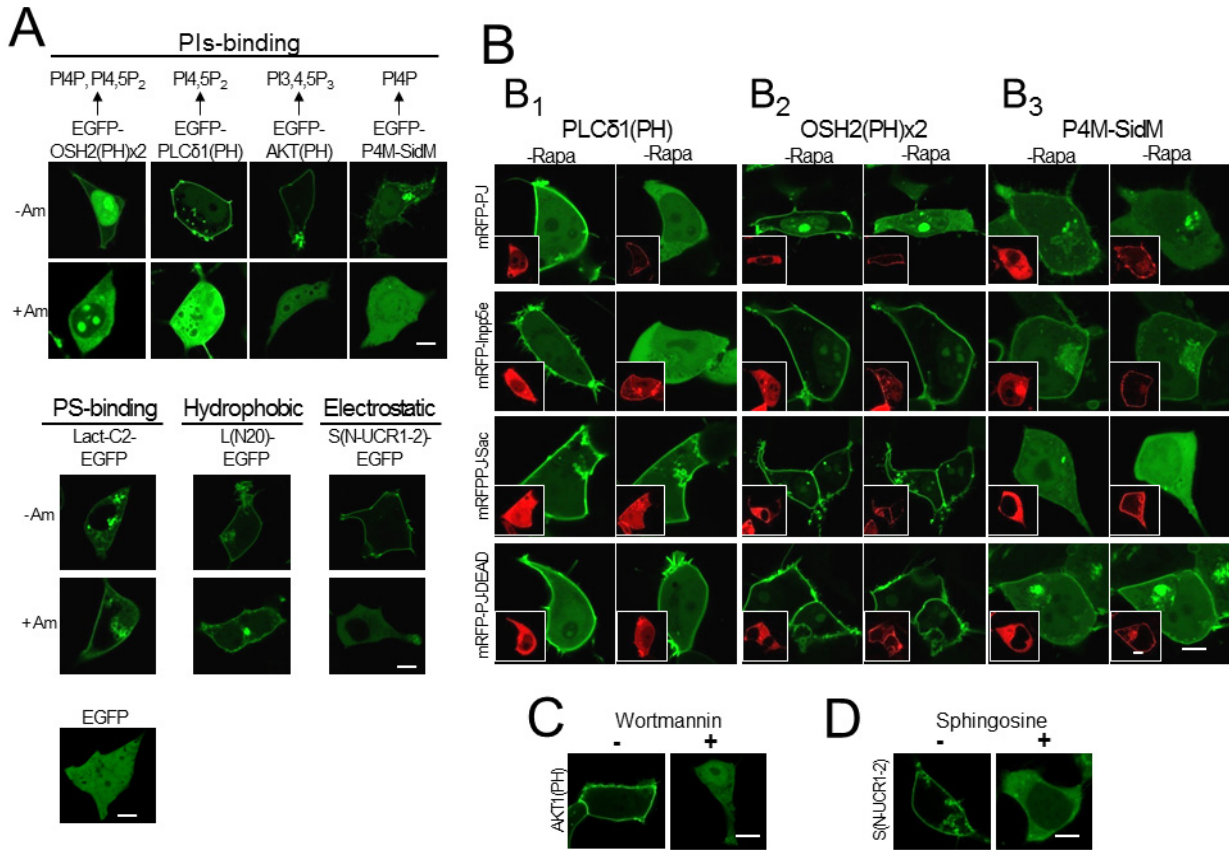 A
PIs-binding
PI4P, PI4,5P2 PI4,5P2 PI3,4,5P3 PI4P
EGFP- EGFP- EGFP- EGFP-
OSH2(PH)x2 PLCδ1(PH) AKT(PH) P4M-SidM
-Am
+Am
PS-binding Hydrophobic Electrostatic
Lact-C2- L(N20)- S(N-UCR1-2)-
EGFP EGFP EGFP
-Am
+Am
EGFP
B
B1 B2 B3
PLCδ1(PH) OSH2(PH)x2 P4M-SidM
-Rapa -Rapa -Rapa -Rapa -Rapa -Rapa
mRFP-PJ
mRFP-Inpp5e
mRFPPJ-Sac
mRFP-PJ-DEAD
C
Wortmannin
- +
AKT1(PH)
D
Sphingosine
- +
S(N-UCR1-2)